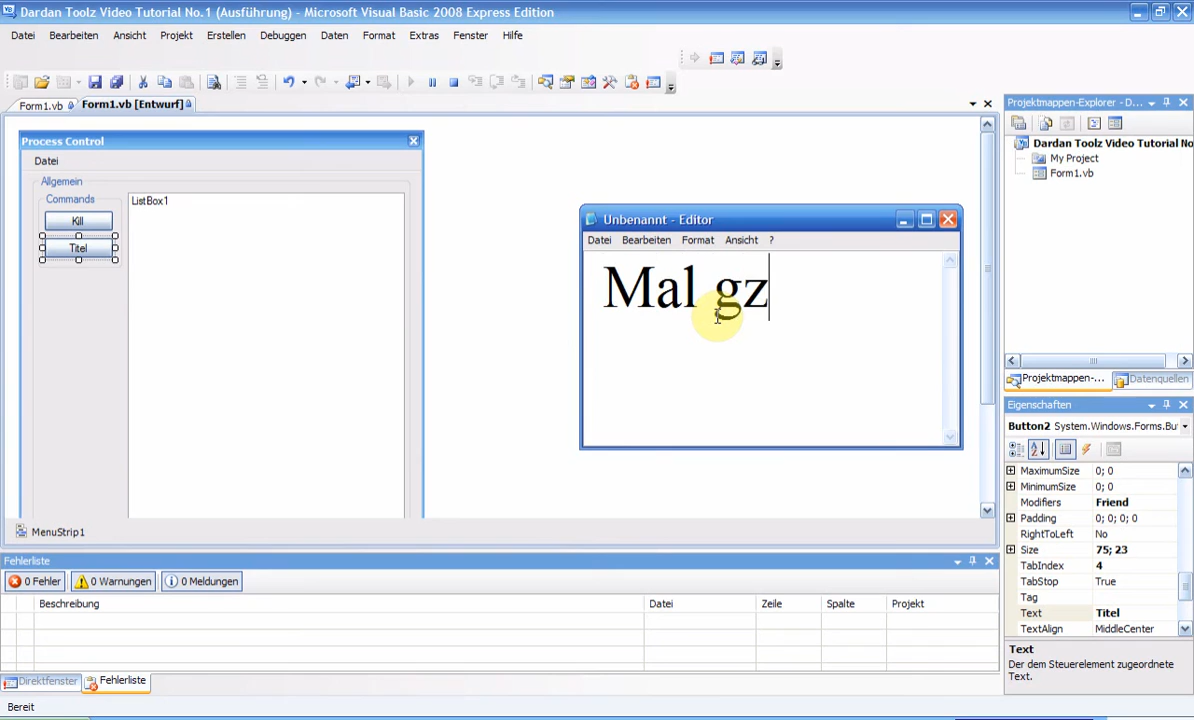 Dardan Toolz Video Tutorial No.1 (Ausführung) - Microsoft Visual Basic 2008 Express Edition
Datei Bearbeiten Ansicht Projekt Erstellen Debuggen Daten Format Extras Fenster Hilfe
Form1.vb Form1.vb [Entwurf]
Process Control
Datei
Allgemein
Commands
Kill
Titel
ListBox1
MenuStrip1
Unbenannt - Editor
Datei Bearbeiten Format Ansicht ?
Mal gz
Projektmappen-Explorer - D...
Dardan Toolz Video Tutorial No
My Project
Form1.vb
Projektmappen-... Datenquellen
Eigenschaften
Button2 System.Windows.Forms.Bu
MaximumSize 0; 0
MinimumSize 0; 0
Modifiers Friend
Padding 0; 0; 0; 0
RightToLeft No
Size 75; 23
TabIndex 4
TabStop True
Tag
Text Titel
TextAlign MiddleCenter
Text
Der dem Steuerelement zugeordnete
Text.
Fehlerliste
0 Fehler 0 Warnungen 0 Meldungen
Beschreibung Datei Zeile Spalte Projekt
Direktfenster Fehlerliste
Bereit